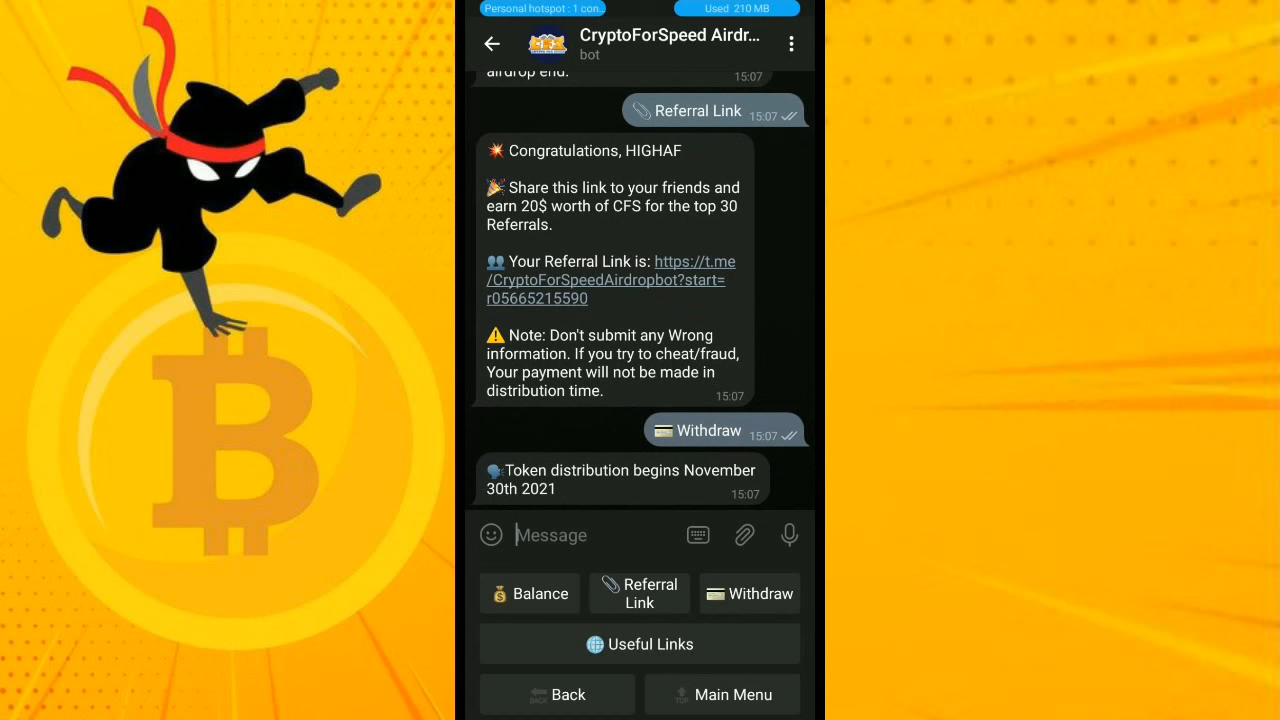 Personal hotspot : 1 con..
Used 210 MB
CryptoForSpeed Airdr...
bot
airdrop end.
15:07
Referral Link 15:07
Congratulations, HIGHAF
Share this link to your friends and
earn 20$ worth of CFS for the top 30
Referrals.
Your Referral Link is: https://t.me
/CryptoForSpeedAirdropbot?start=
r05665215590
Note: Don't submit any Wrong
information. If you try to cheat/fraud,
Your payment will not be made in
distribution time.
15:07
Withdraw 15:07
Token distribution begins November
30th 2021
15:07
Message
Balance
Referral
Link
Withdraw
Useful Links
BACK Back
TOP Main Menu